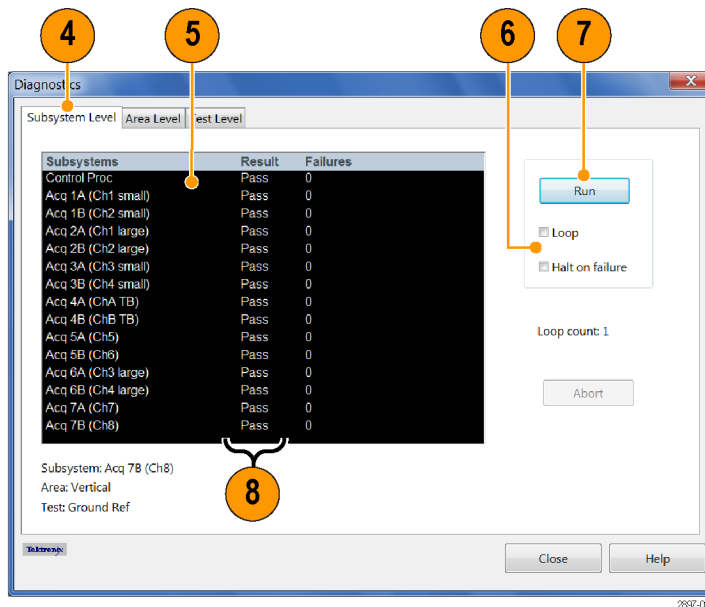 4 5 6 7
Diagnostics
Subsystem Level Area Level Test Level
Subsystems Result Failures
Control Proc Pass 0
Acq 1A (Ch1 small) Pass 0
Acq 1B (Ch2 small) Pass 0
Acq 2A (Ch1 large) Pass 0
Acq 2B (Ch2 large) Pass 0
Acq 3A (Ch3 small) Pass 0
Acq 3B (Ch4 small) Pass 0
Acq 4A (ChA TB) Pass 0
Acq 4B (ChB TB) Pass 0
Acq 5A (Ch5) Pass 0
Acq 5B (Ch6) Pass 0
Acq 6A (Ch3 large) Pass 0
Acq 6B (Ch4 large) Pass 0
Acq 7A (Ch7) Pass 0
Acq 7B (Ch8) Pass 0
Run
Loop
Halt on failure
Loop count: 1
Abort
8
Subsystem: Acq 7B (Ch8)
Area: Vertical
Test: Ground Ref
Tektronix
Close Help